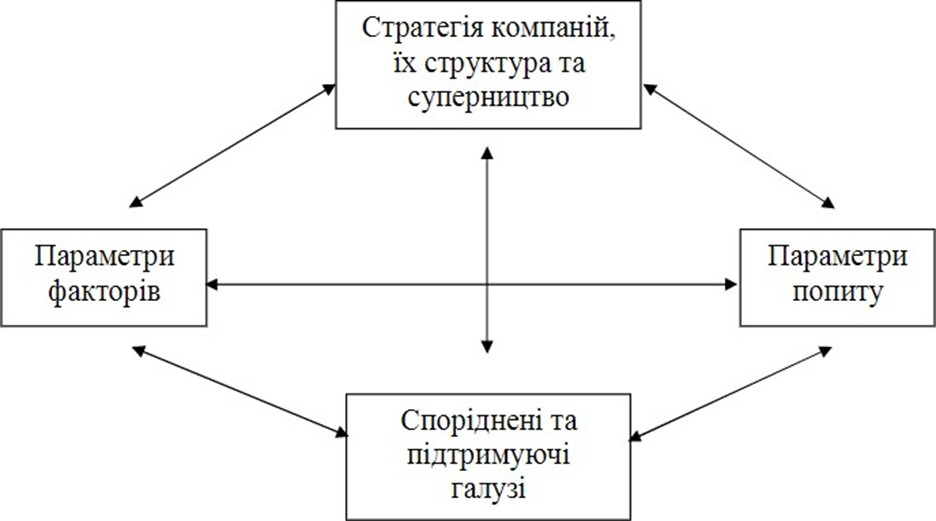 Стратегія компаній,
їх структура та
суперництво
Параметри
факторів
Параметри
попиту
Споріднені та
підтримуючі
галузі